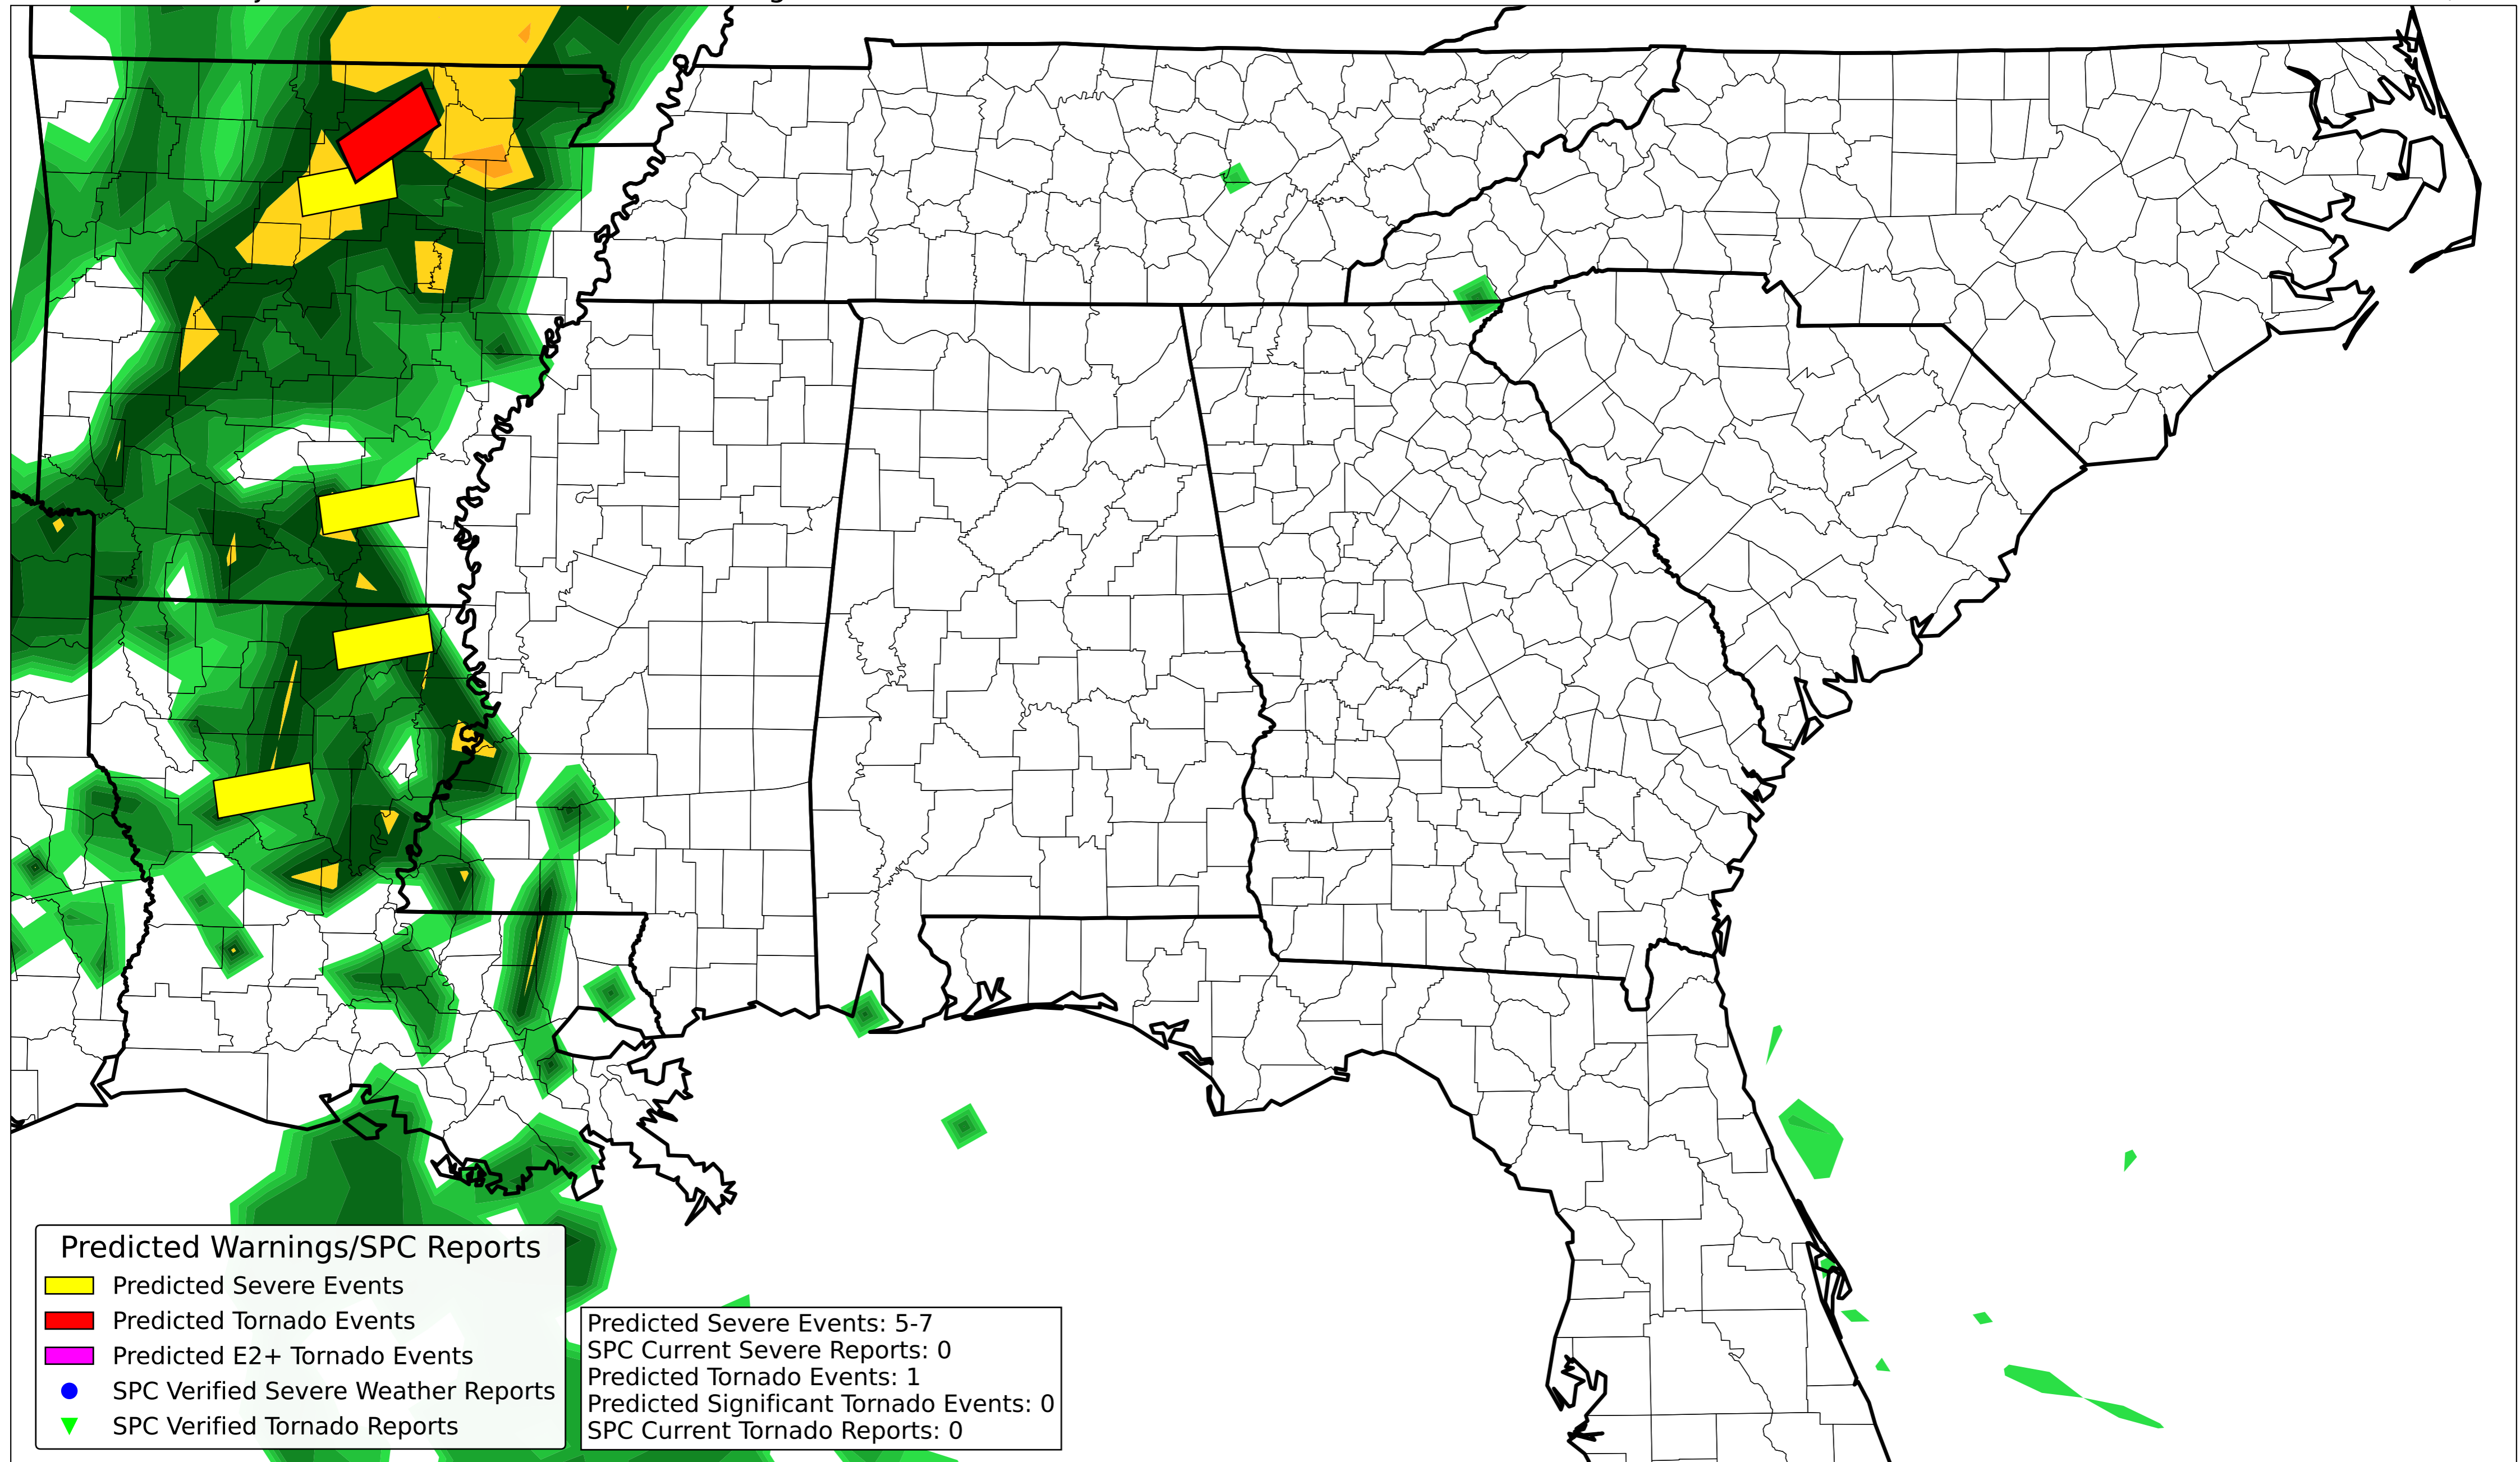 Predicted Warnings/SPC Reports
Predicted Severe Events
Predicted Tornado Events
Predicted E2+ Tornado Events
SPC Verified Severe Weather Reports
SPC Verified Tornado Reports
Predicted Severe Events: 5-7
SPC Current Severe Reports: 0
Predicted Tornado Events: 1
Predicted Significant Tornado Events: 0
SPC Current Tornado Reports: 0